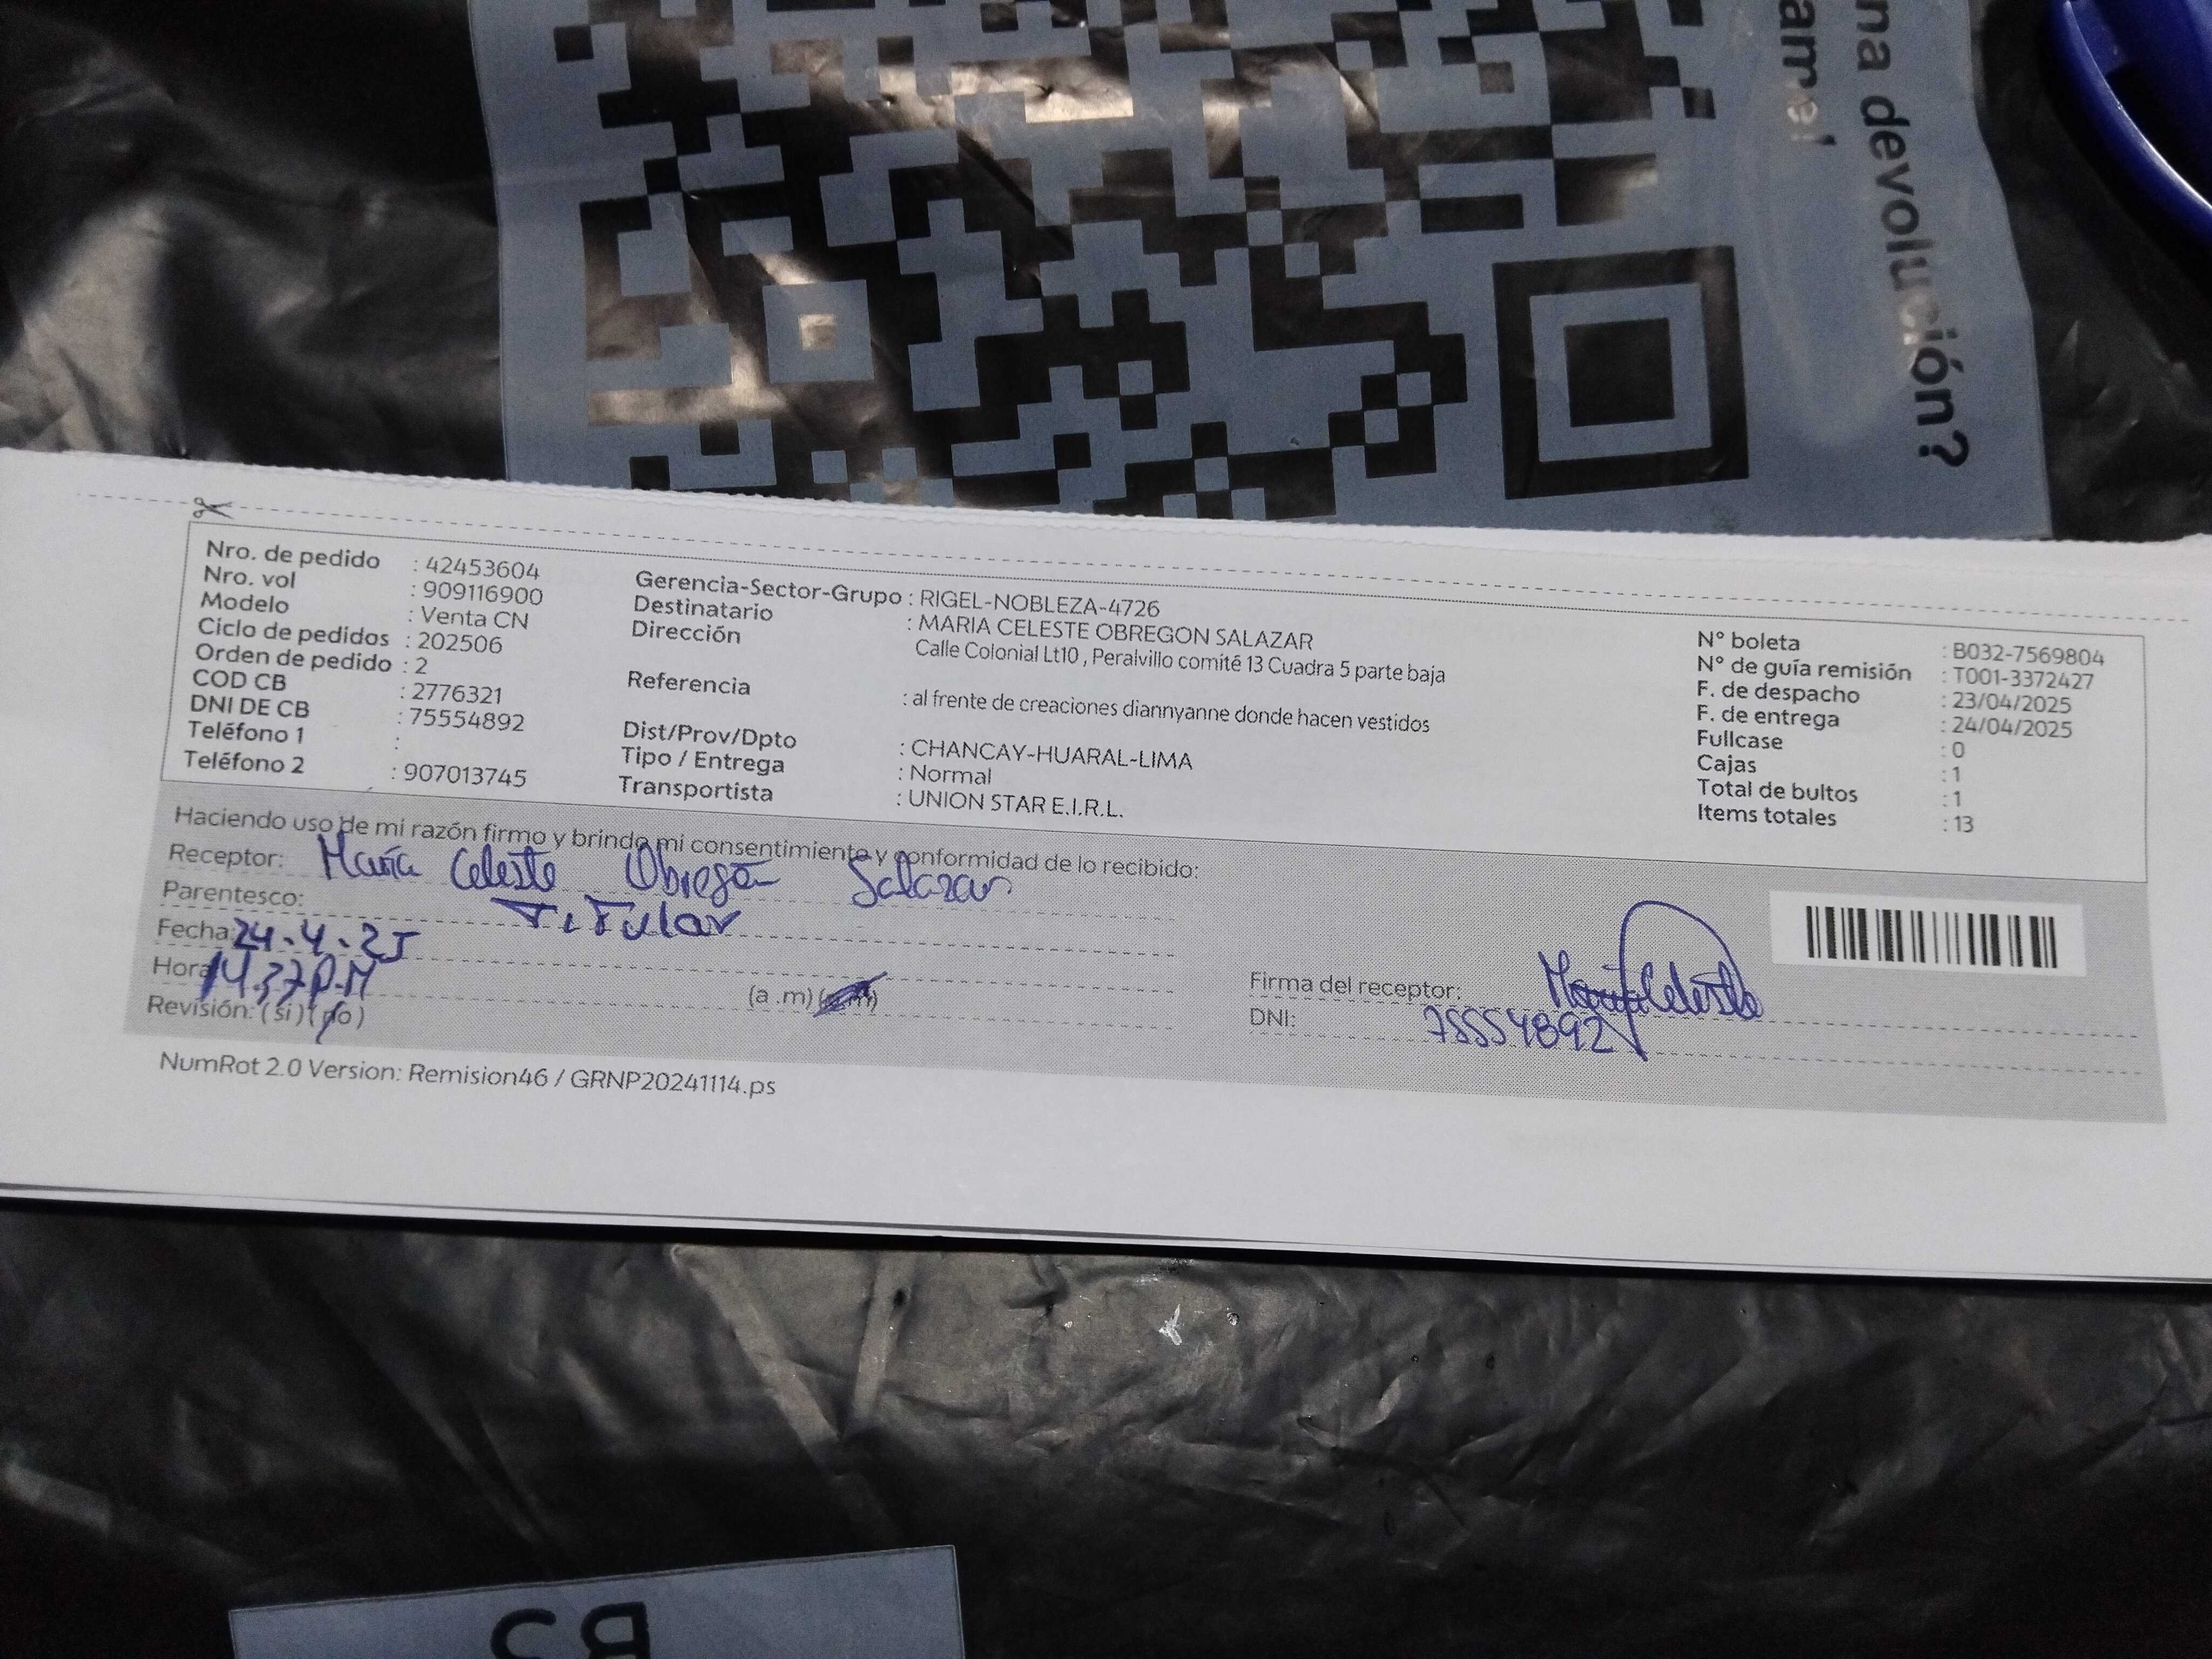 na devolución?
ame!
Nro. de pedido : 42453604
Nro. vol : 909116900
Modelo : Venta CN
Ciclo de pedidos : 202506
Orden de pedido : 2
COD CB : 2776321
DNI DE CB : 75554892
Teléfono 1 :
Teléfono 2 : 907013745
Gerencia-Sector-Grupo : RIGEL-NOBLEZA-4726
Destinatario : MARIA CELESTE OBREGON SALAZAR
Dirección Calle Colonial Lt10 , Peralvillo comité 13 Cuadra 5 parte baja
Referencia : al frente de creaciones diannyanne donde hacen vestidos
Dist/Prov/Dpto : CHANCAY-HUARAL-LIMA
Tipo / Entrega : Normal
Transportista : UNION STAR E.I.R.L.
N° boleta : B032-7569804
N° de guía remisión : T001-3372427
F. de despacho : 23/04/2025
F. de entrega : 24/04/2025
Fullcase : 0
Cajas : 1
Total de bultos : 1
Items totales : 13
Haciendo uso de mi razón firmo y brindo mi consentimiento y conformidad de lo recibido:
Receptor: María Celeste Obregón Salazar
Parentesco: Titular
Fecha: 24.4.25
Hora: 14.37 P.M (a .m) (p.m)
Revisión: ( si ) ( no )
Firma del receptor: María Celeste
DNI: 75554892
NumRot 2.0 Version: Remision46 / GRNP20241114.ps